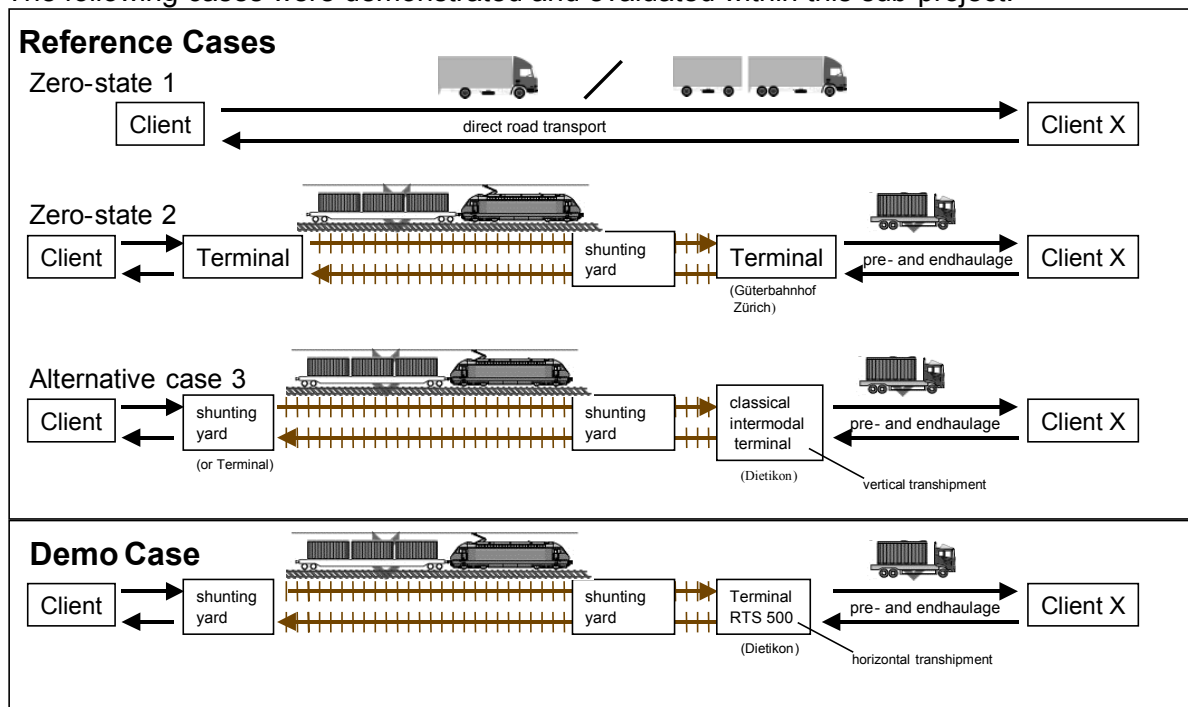 The following cases were demonstrated and evaluated within this sub-project:
Reference Cases
Zero-state 1
Client
direct road transport
Client X
Zero-state 2
Client
Terminal
shunting
yard
Terminal
(Güterbahnhof
Zürich)
pre- and endhaulage
Client X
Alternative case 3
Client
shunting
yard
(or Terminal)
shunting
yard
classical
intermodal
terminal
(Dietikon)
pre- and endhaulage
vertical transhipment
Client X
Demo Case
Client
shunting
yard
shunting
yard
Terminal
RTS 500
(Dietikon)
pre- and endhaulage
horizontal transhipment
Client X